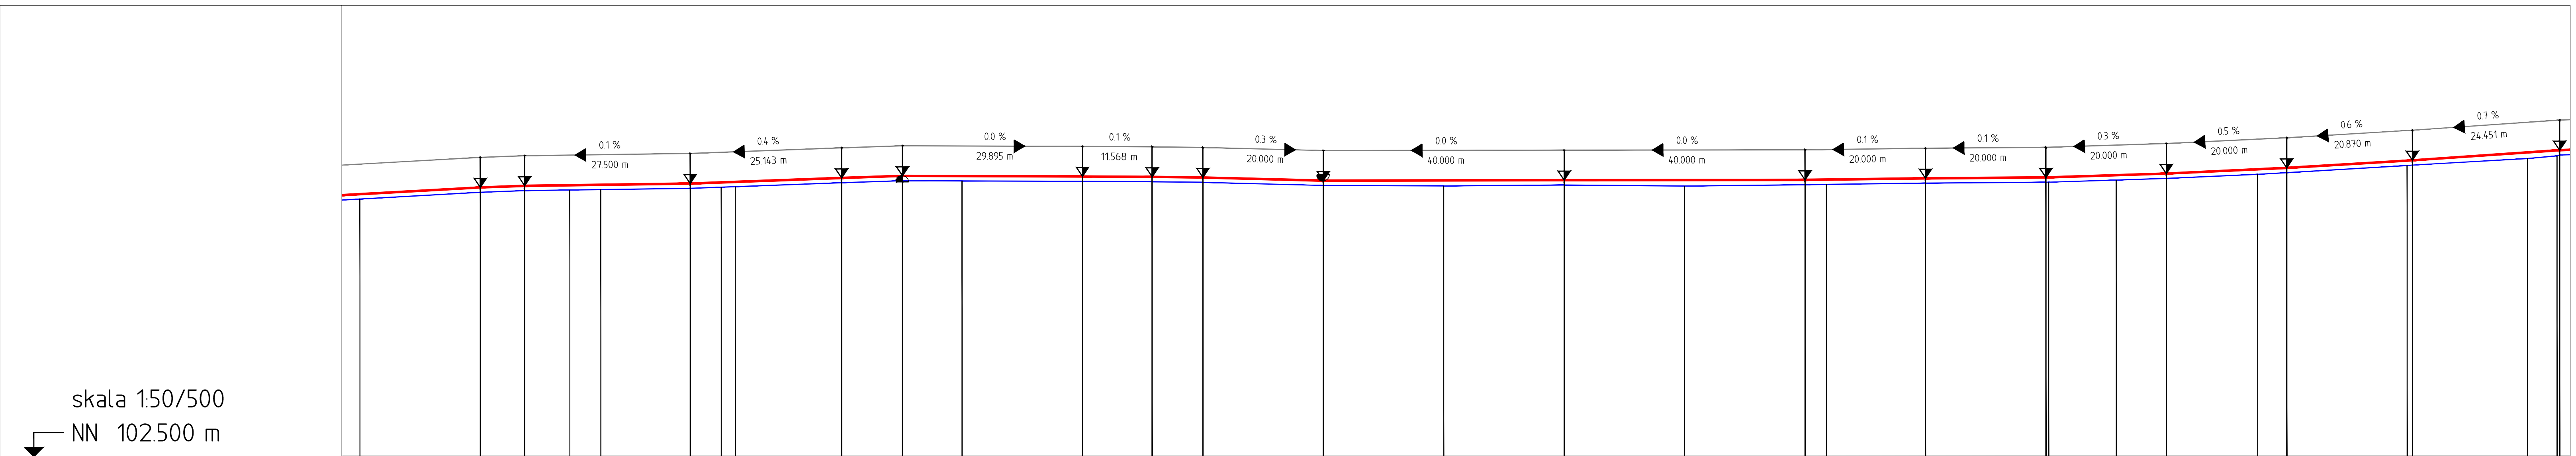 0.1 %
27.500 m
0.4 %
25.143 m
0.0 %
29.895 m
0.1 %
11.568 m
0.3 %
20.000 m
0.0 %
40.000 m
0.0 %
40.000 m
0.1 %
20.000 m
0.1 %
20.000 m
0.3 %
20.000 m
0.5 %
20.000 m
0.6 %
20.870 m
0.7 %
24.451 m
skala 1:50/500
NN 102.500 m